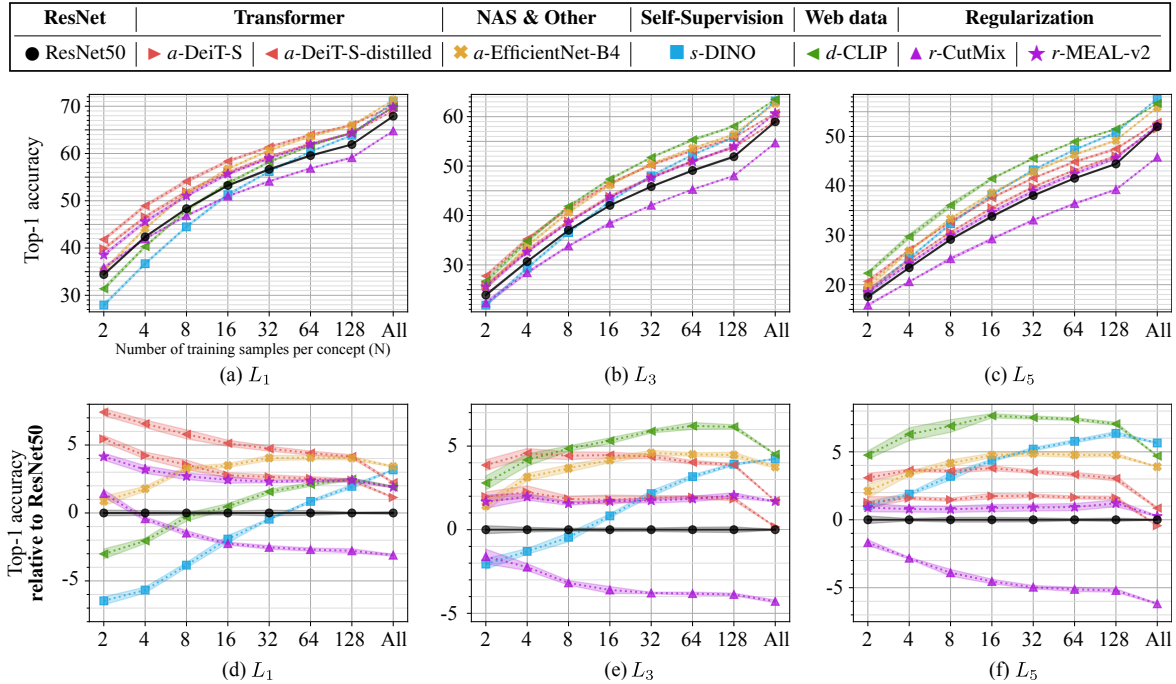 ResNet Transformer NAS & Other Self-Supervision Web data Regularization
ResNet50 a-DeiT-S a-DeiT-S-distilled a-EfficientNet-B4 s-DINO d-CLIP r-CutMix r-MEAL-v2
Top-1 accuracy
70
60
50
40
30
2 4 8 16 32 64 128 All
Number of training samples per concept (N)
(a) L1
60
50
40
30
2 4 8 16 32 64 128 All
(b) L3
50
40
30
20
2 4 8 16 32 64 128 All
(c) L5
Top-1 accuracy
relative to ResNet50
5
0
-5
2 4 8 16 32 64 128 All
(d) L1
5
0
-5
2 4 8 16 32 64 128 All
(e) L3
5
0
-5
2 4 8 16 32 64 128 All
(f) L5